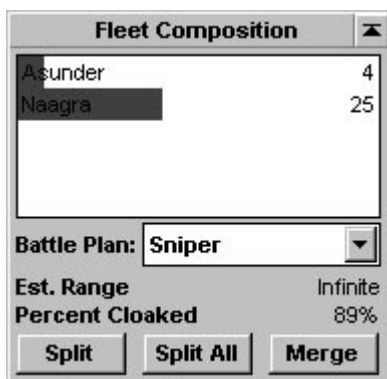 Fleet Composition
Asunder 4
Naagra 25
Battle Plan: Sniper
Est. Range Infinite
Percent Cloaked 89%
Split Split All Merge